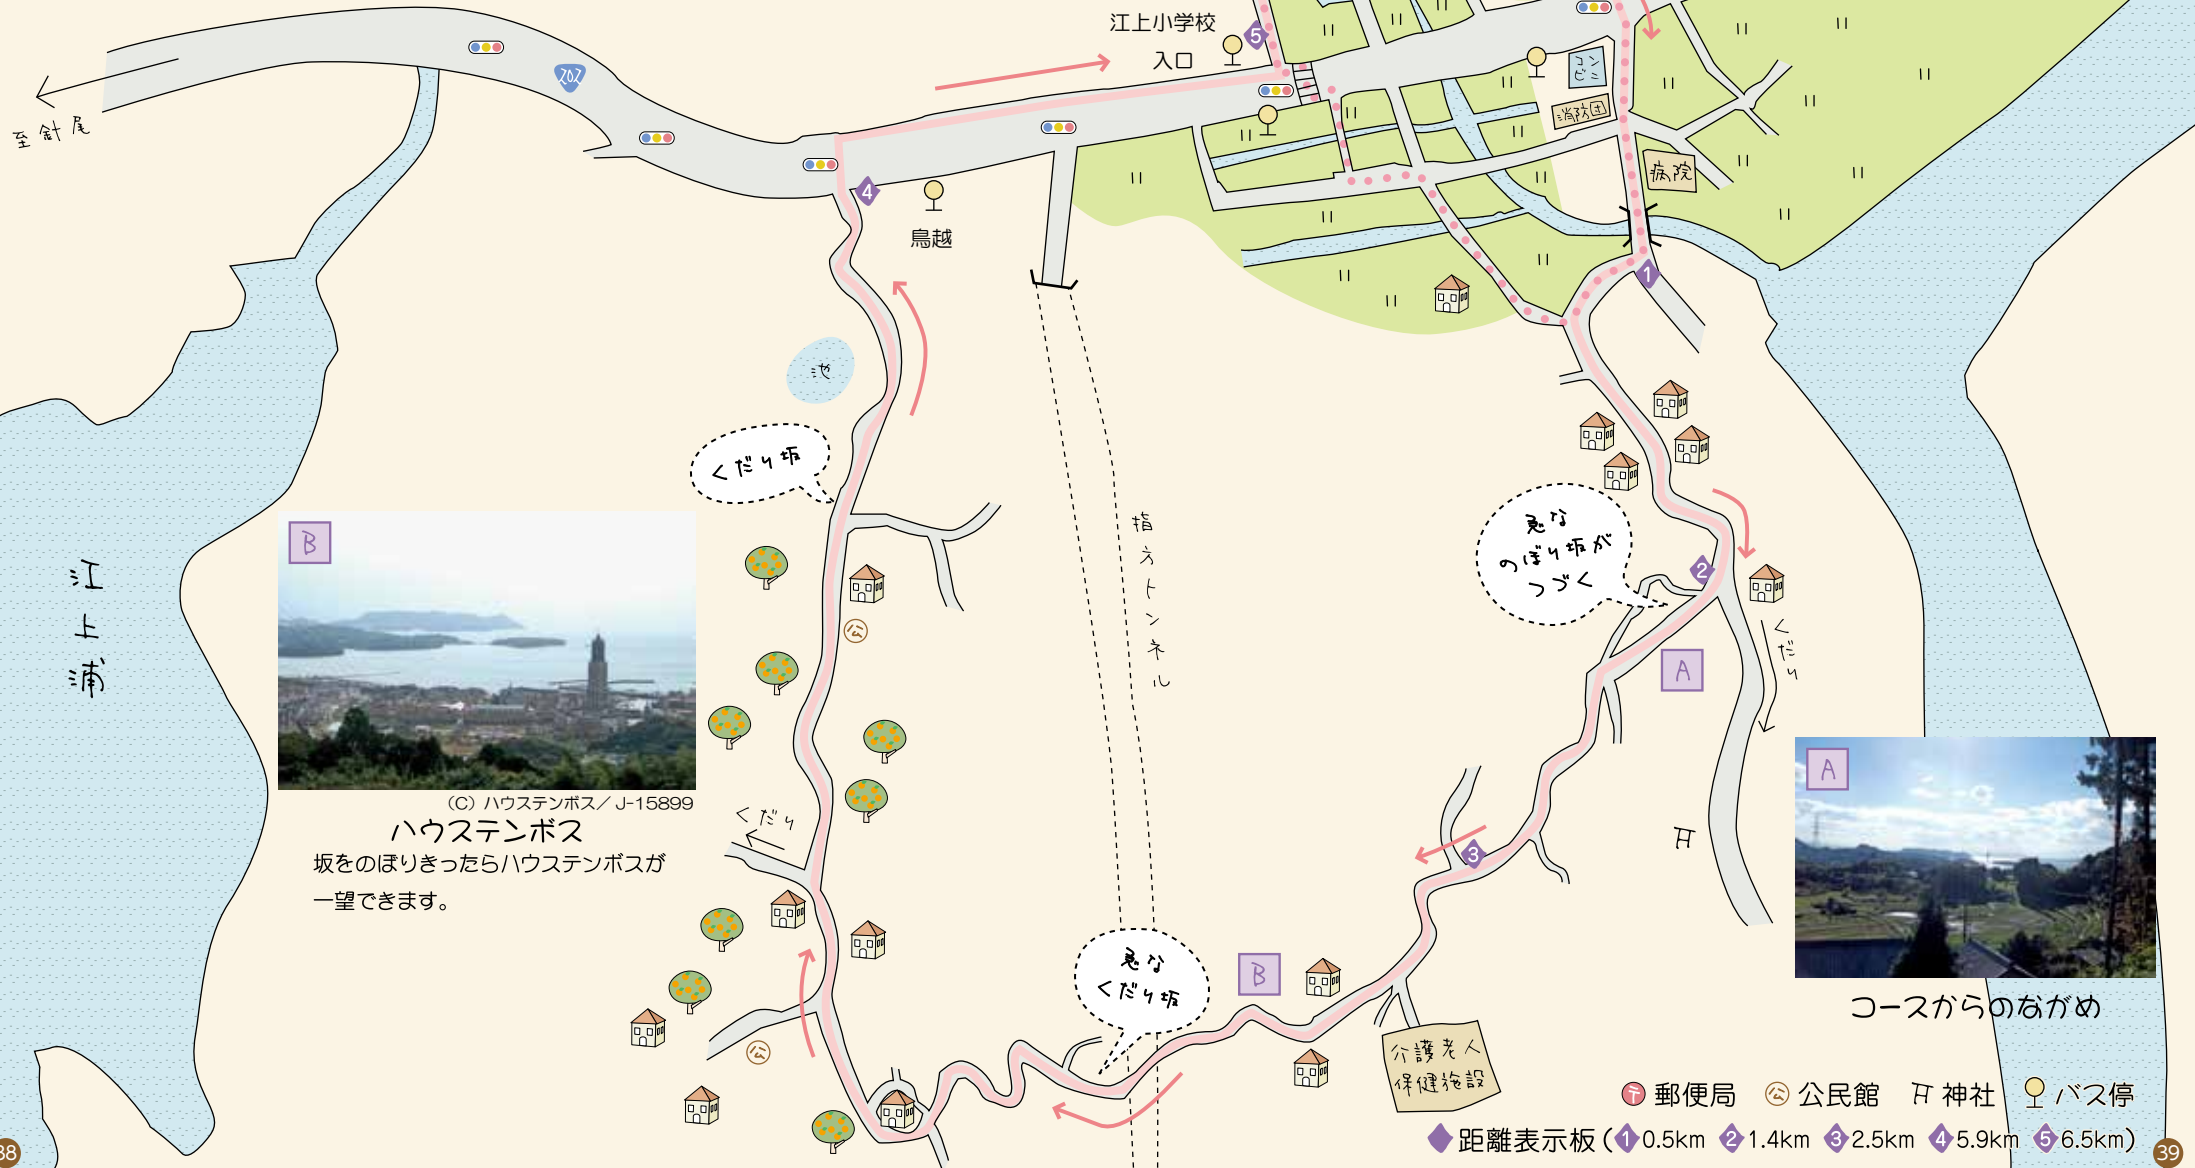 江上小学校
入口
5
コン
ビニ
消防団
病院
202
至針尾
4
鳥越
1
池
くだり坂
指方トンネル
急な
のぼり坂が
つづく
2
くだり
A
B
江上浦
(C) ハウステンボス/J-15899
ハウステンボス
坂をのぼりきったらハウステンボスが
一望できます。
くだり
公
公
3
A
コースからのながめ
急な
くだり坂
B
介護老人
保健施設
郵便局 公 公民館 神社 バス停
距離表示板(1 0.5km 2 1.4km 3 2.5km 4 5.9km 5 6.5km)
38
39